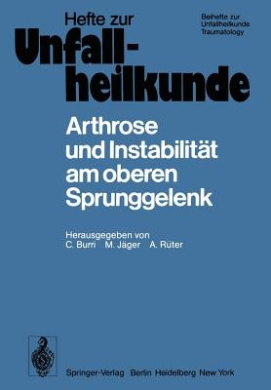 Hefte zur
Unfall-
heilkunde
Beihefte zur
Unfallheilkunde
Traumatology
Arthrose
und Instabilität
am oberen
Sprunggelenk
Herausgegeben von
C. Burri  M. Jäger  A. Rüter
Springer-Verlag  Berlin Heidelberg New York